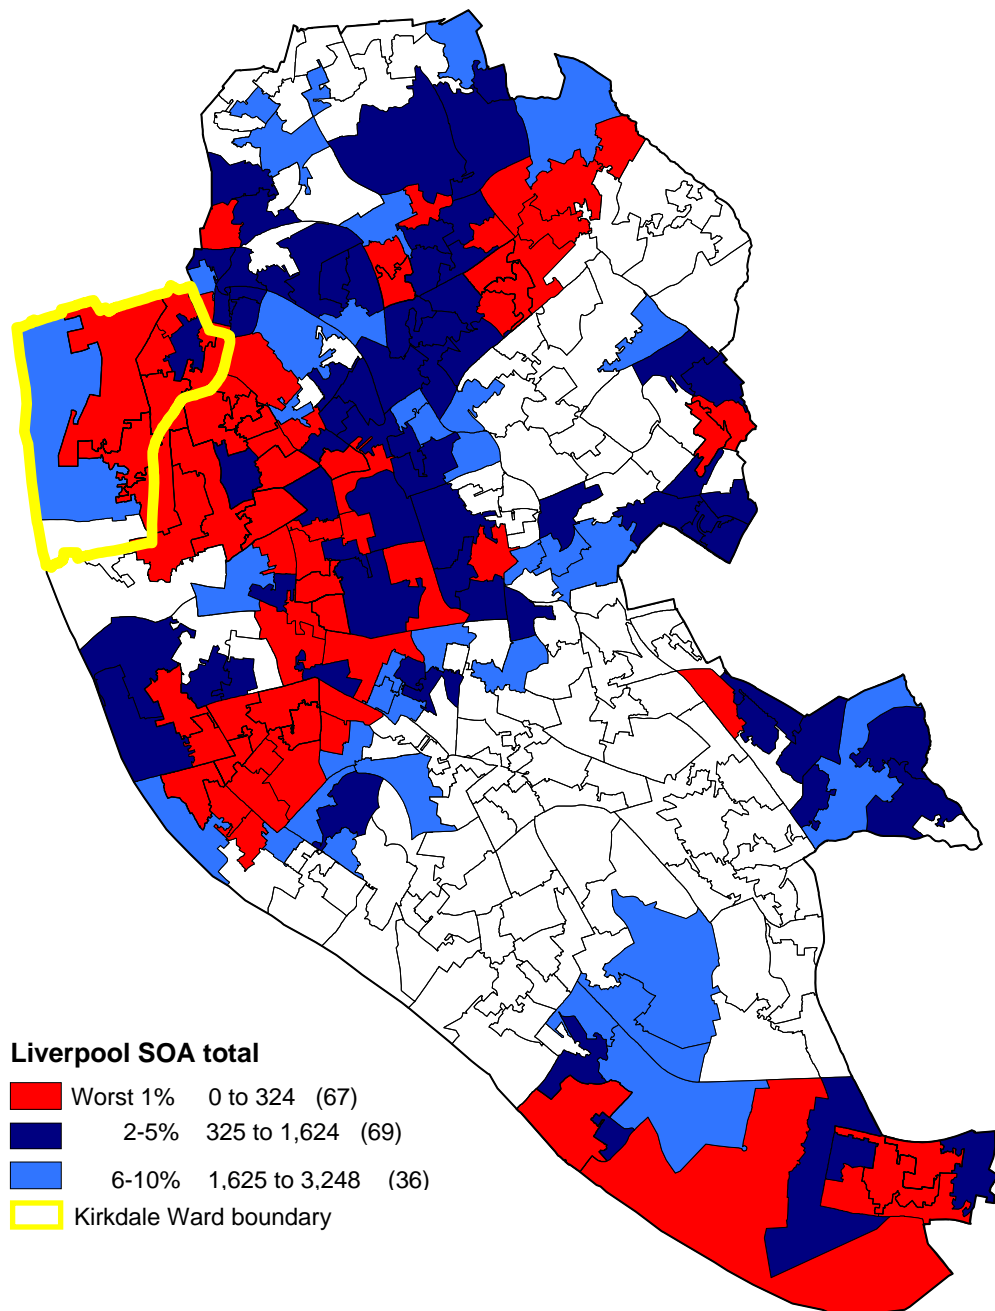 Liverpool SOA total
Worst 1% 0 to 324 (67)
2-5% 325 to 1,624 (69)
6-10% 1,625 to 3,248 (36)
Kirkdale Ward boundary